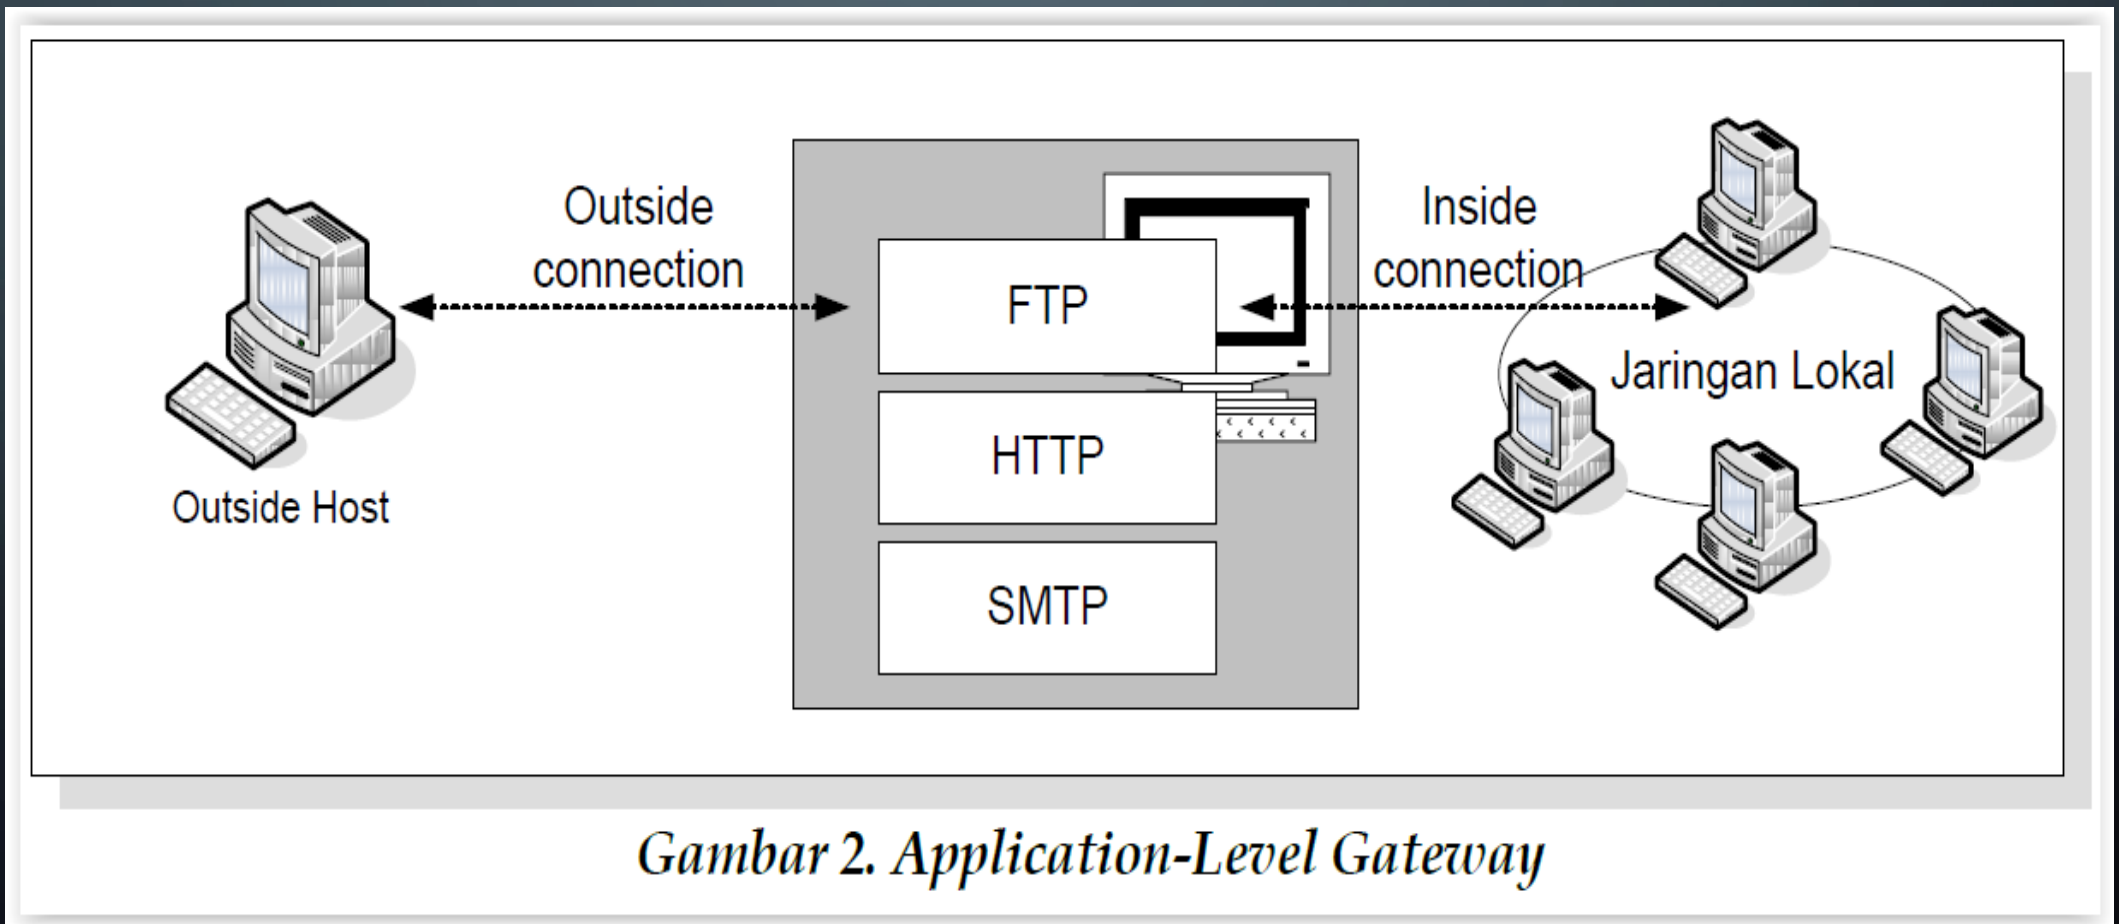 Outside
connection
Inside
connection
FTP
Jaringan Lokal
HTTP
Outside Host
SMTP
Gambar 2. Application-Level Gateway